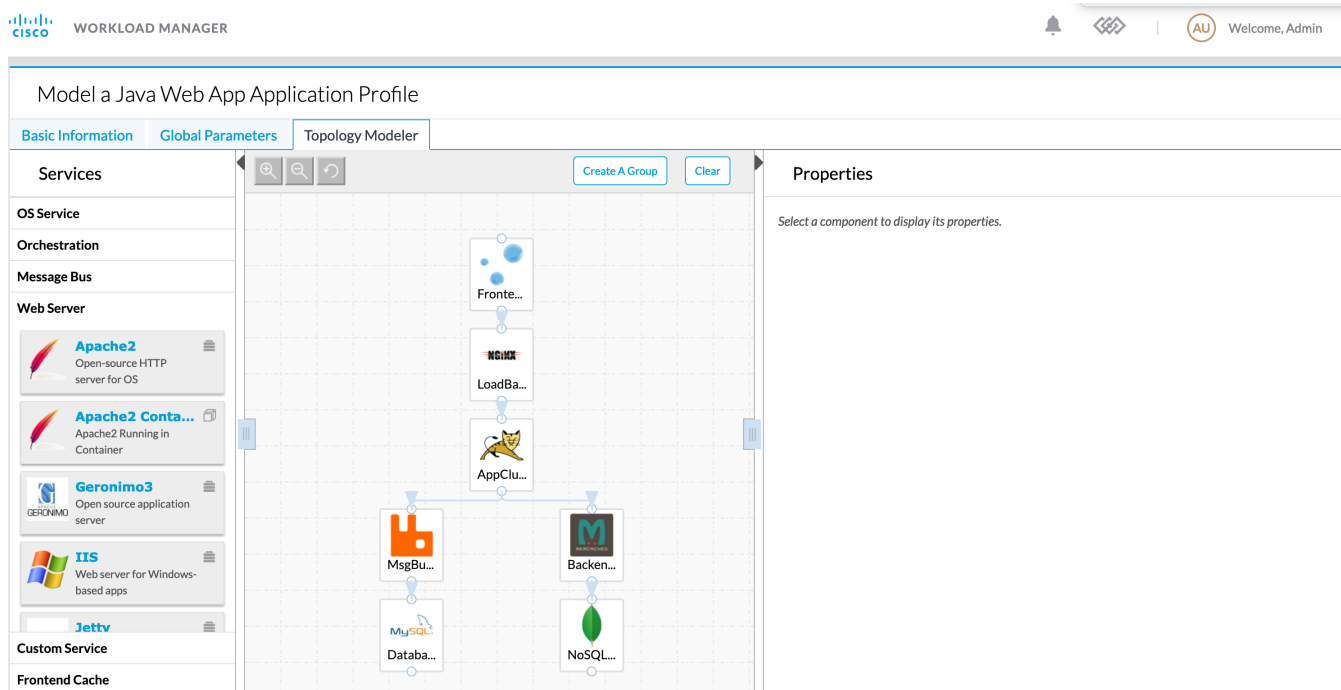 CISCO
WORKLOAD MANAGER
AU
Welcome, Admin
Model a Java Web App Application Profile
Basic Information
Global Parameters
Topology Modeler
Services
Create A Group
Clear
Properties
OS Service
Orchestration
Message Bus
Web Server
Apache2
Open-source HTTP
server for OS
Apache2 Conta...
Apache2 Running in
Container
APACHE
GERONIMO
Geronimo3
Open source application
server
IIS
Web server for Windows-
based apps
Jetty
Custom Service
Frontend Cache
Select a component to display its properties.
Fronte...
NGiNX
LoadBa...
AppClu...
MsgBu...
MEMCACHED
Backen...
MySQL
Databa...
NoSQL...